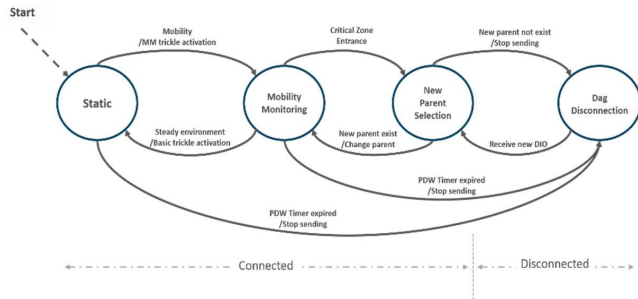 Start
Mobility
/MM trickle activation
Critical Zone
Entrance
New parent not exist
/Stop sending
Static
Mobility
Monitoring
New
Parent
Selection
Dag
Disconnection
Steady environment
/Basic trickle activation
New parent exist
/Change parent
Receive new DIO
PDW Timer expired
/Stop sending
PDW Timer expired
/Stop sending
Connected
Disconnected